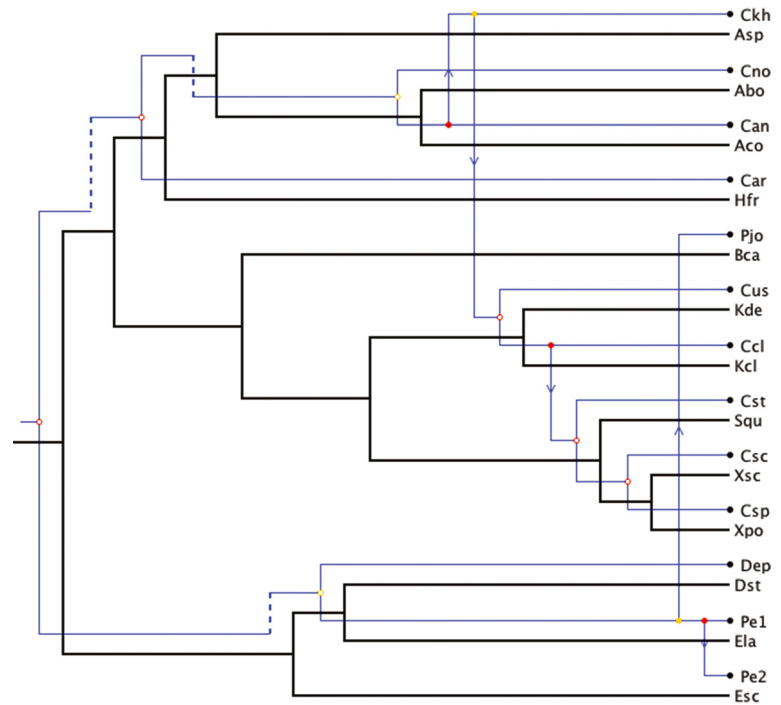 Ckh
Asp
Cno
Abo
Can
Aco
Car
Hfr
Pjo
Bca
Cus
Kde
Ccl
Kcl
Cst
Squ
Csc
Xsc
Csp
Xpo
Dep
Dst
Pe1
Ela
Pe2
Esc